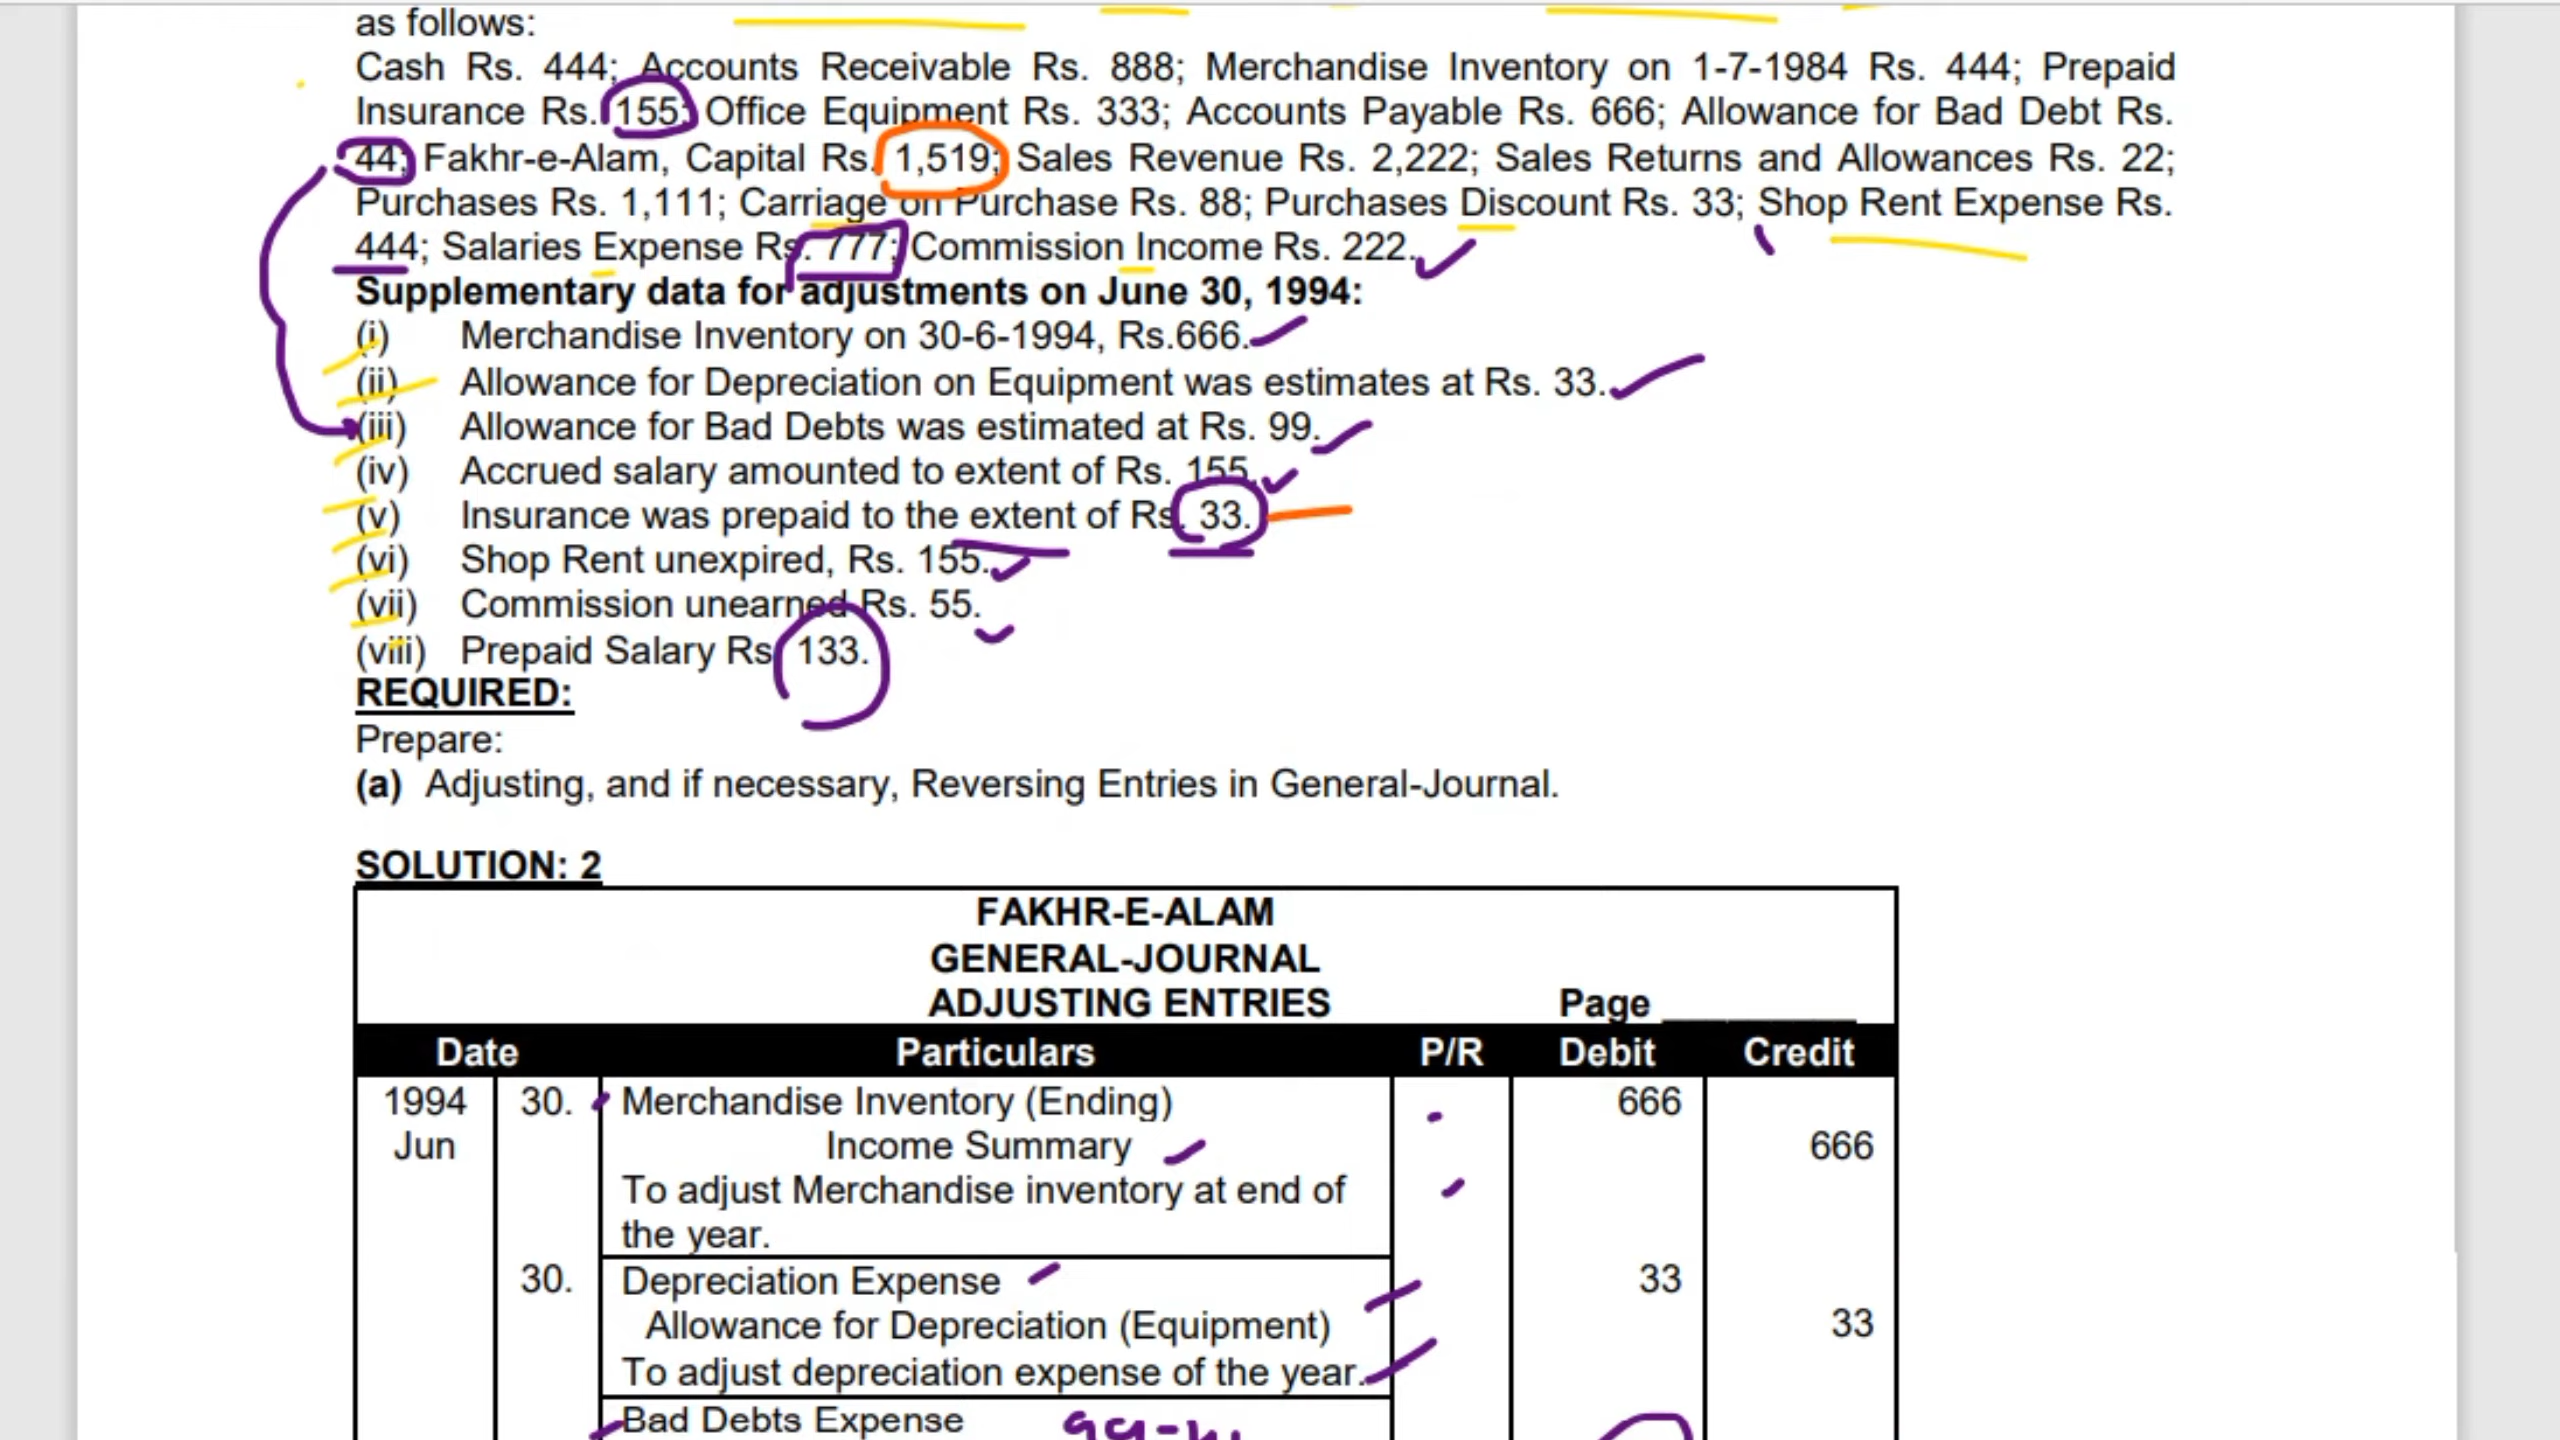 as follows:
Cash Rs. 444; Accounts Receivable Rs. 888; Merchandise Inventory on 1-7-1984 Rs. 444; Prepaid
Insurance Rs. 155; Office Equipment Rs. 333; Accounts Payable Rs. 666; Allowance for Bad Debt Rs.
44; Fakhr-e-Alam, Capital Rs. 1,519; Sales Revenue Rs. 2,222; Sales Returns and Allowances Rs. 22;
Purchases Rs. 1,111; Carriage on Purchase Rs. 88; Purchases Discount Rs. 33; Shop Rent Expense Rs.
444; Salaries Expense Rs. 777; Commission Income Rs. 222.
Supplementary data for adjustments on June 30, 1994:
(i) Merchandise Inventory on 30-6-1994, Rs.666.
(ii) Allowance for Depreciation on Equipment was estimates at Rs. 33.
(iii) Allowance for Bad Debts was estimated at Rs. 99.
(iv) Accrued salary amounted to extent of Rs. 155.
(v) Insurance was prepaid to the extent of Rs. 33.
(vi) Shop Rent unexpired, Rs. 155.
(vii) Commission unearned Rs. 55.
(viii) Prepaid Salary Rs 133.
REQUIRED:
Prepare:
(a) Adjusting, and if necessary, Reversing Entries in General-Journal.
SOLUTION: 2
FAKHR-E-ALAM
GENERAL-JOURNAL
ADJUSTING ENTRIES Page
Date Particulars P/R Debit Credit
1994 30. Merchandise Inventory (Ending) 666
Jun Income Summary 666
To adjust Merchandise inventory at end of
the year.
30. Depreciation Expense 33
Allowance for Depreciation (Equipment) 33
To adjust depreciation expense of the year.
Bad Debts Expense